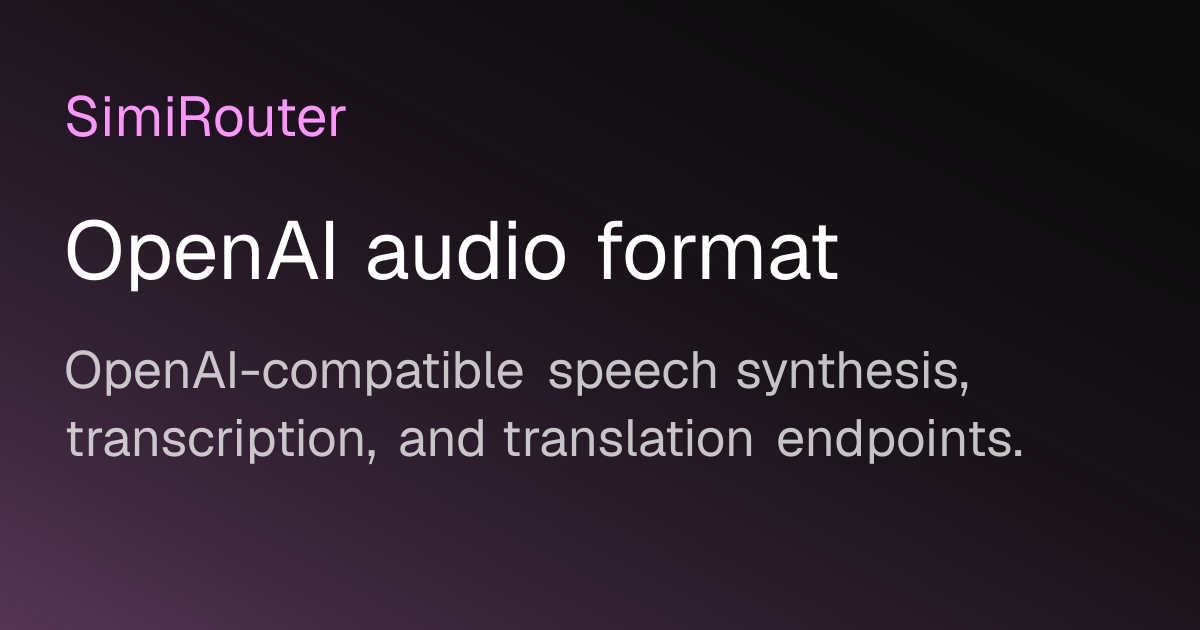 SimiRouter
OpenAI audio format
OpenAI-compatible speech synthesis,
transcription, and translation endpoints.